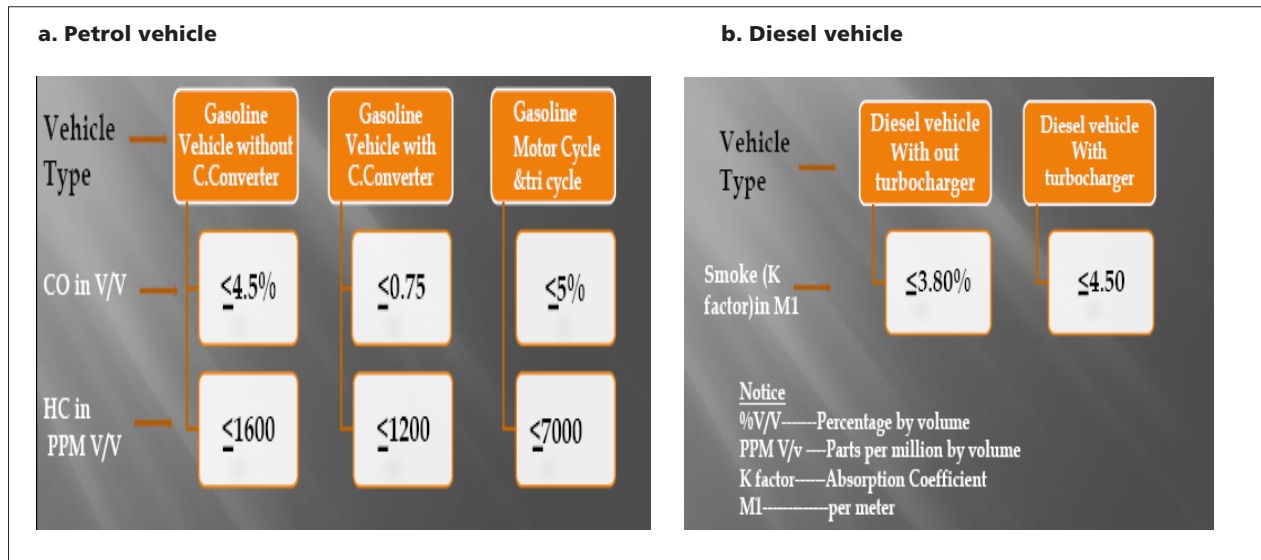 a. Petrol vehicle
Vehicle
Type
Gasoline
Vehicle without
C.Converter
Gasoline
Vehicle with
C.Converter
Gasoline
Motor Cycle
&tri cycle
CO in V/V
≤4.5%
≤0.75
≤5%
HC in
PPM V/V
≤1600
≤1200
≤7000
b. Diesel vehicle
Vehicle
Type
Diesel vehicle
With out
turbocharger
Diesel vehicle
With
turbocharger
Smoke (K
factor)in M1
≤3.80%
≤4.50
Notice
%V/V-------Percentage by volume
PPM V/v ----Parts per million by volume
K factor------Absorption Coefficient
M1-------------per meter